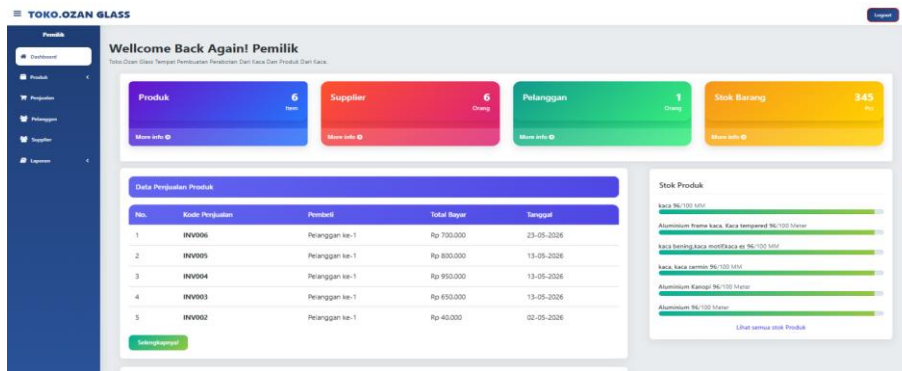 TOKO.OZAN GLASS
Logout
Pemilik
Dashboard
Produk
Penjualan
Pelanggan
Supplier
Laporan
Wellcome Back Again! Pemilik
Toko.Ozan Glass Tempat Pembuatan Perabotan Dari Kaca Dan Produk Dari Kaca.
Produk 6
Item
More info
Supplier 6
Orang
More info
Pelanggan 1
Orang
More info
Stok Barang 345
Pcs
More info
Data Penjualan Produk
No. Kode Penjualan Pembeli Total Bayar Tanggal
1 INV006 Pelanggan ke-1 Rp 700.000 23-05-2026
2 INV005 Pelanggan ke-1 Rp 800.000 13-05-2026
3 INV004 Pelanggan ke-1 Rp 950.000 13-05-2026
4 INV003 Pelanggan ke-1 Rp 650.000 13-05-2026
5 INV002 Pelanggan ke-1 Rp 40.000 02-05-2026
Selengkapnya!
Stok Produk
kaca 96/100 MM
Aluminium frame kaca, Kaca tempered 96/100 Meter
kaca bening,kaca motif,kaca es 96/100 MM
kaca, kaca cermin 96/100 MM
Aluminium Kanopi 96/100 Meter
Aluminium 96/100 Meter
Lihat semua stok Produk